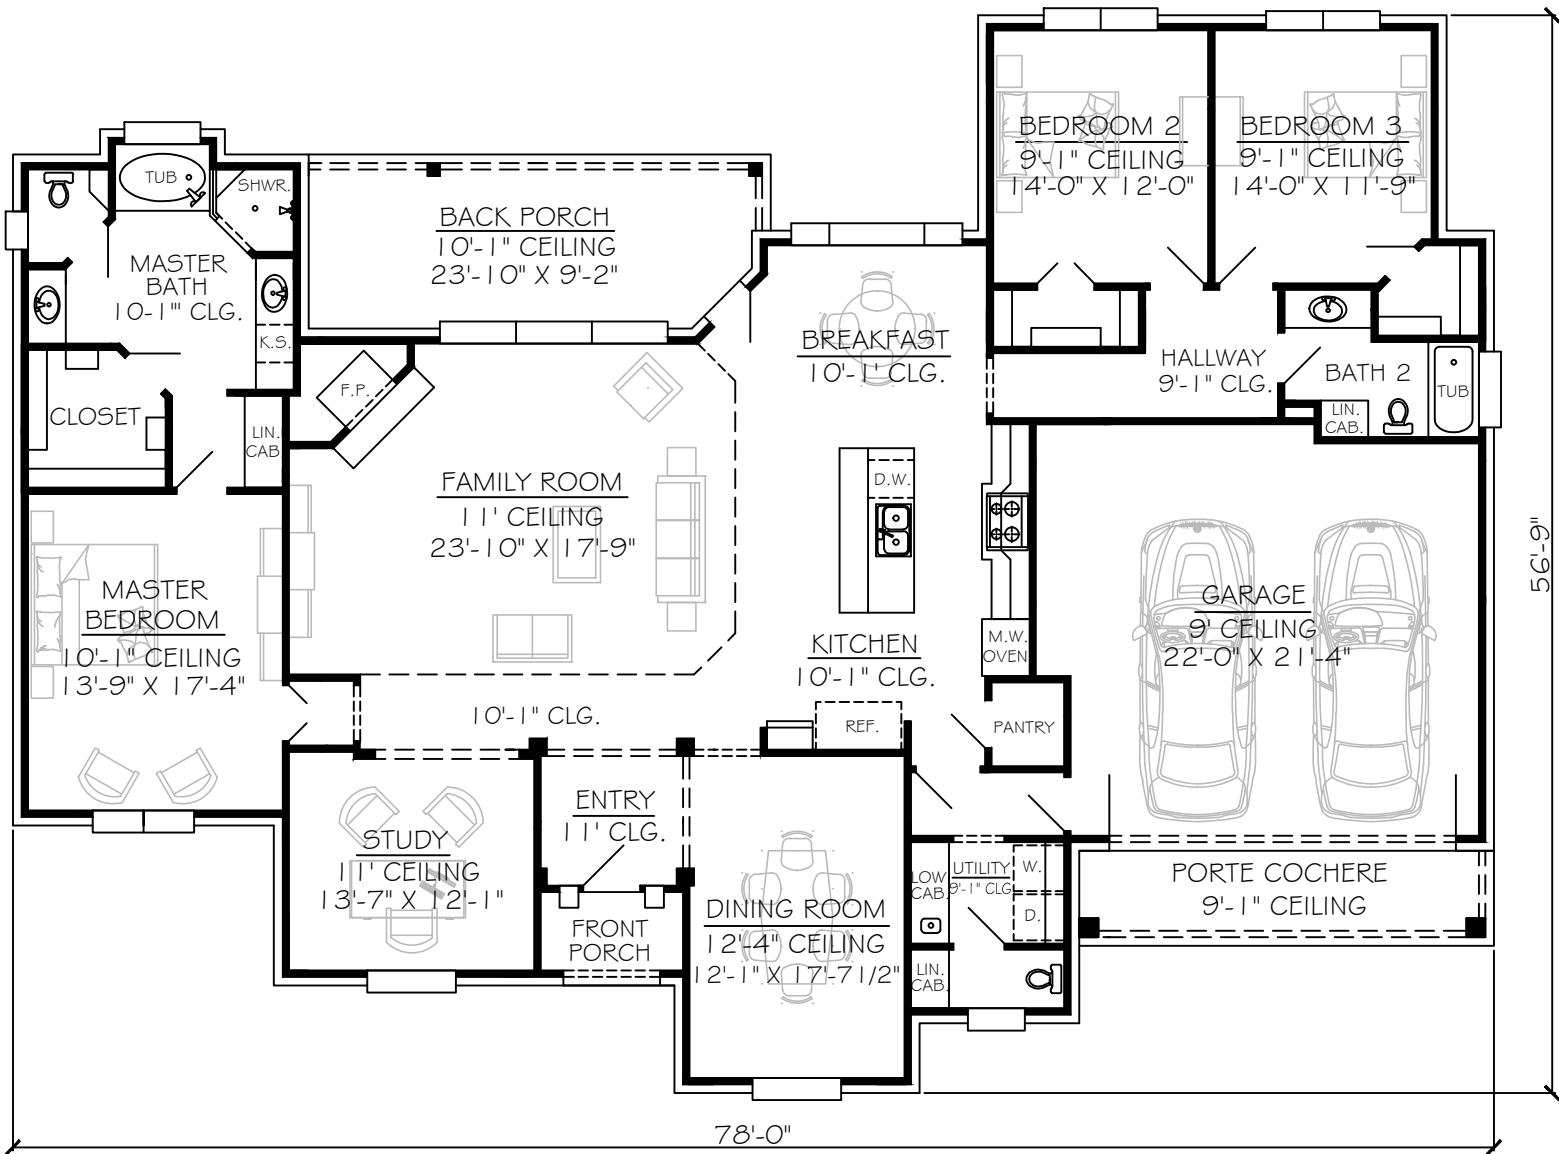 BEDROOM 2
9'-1" CEILING
14'-0" X 12'-0"
BEDROOM 3
9'-1" CEILING
14'-0" X 11'-9"
TUB
SHWR.
MASTER
BATH
10-1" CLG.
K.S.
BACK PORCH
10'-1" CEILING
23'-10" X 9'-2"
BREAKFAST
10'-1' CLG.
HALLWAY
9'-1" CLG.
BATH 2
TUB
LIN.
CAB.
F.P.
CLOSET
LIN.
CAB
FAMILY ROOM
11' CEILING
23'-10" X 17'-9"
D.W.
MASTER
BEDROOM
10'-1" CEILING
13'-9" X 17'-4"
KITCHEN
10'-1" CLG.
M.W.
OVEN
GARAGE
9' CEILING
22'-0" X 21'-4"
56'-9"
10'-1" CLG.
REF.
PANTRY
STUDY
11' CEILING
13'-7" X 12'-1"
ENTRY
11' CLG.
FRONT
PORCH
DINING ROOM
12'-4" CEILING
12'-1" X 17'-7 1/2"
LOW
CAB.
UTILITY
9'-1" CLG
W.
D.
LIN.
CAB.
PORTE COCHERE
9'-1" CEILING
78'-0"